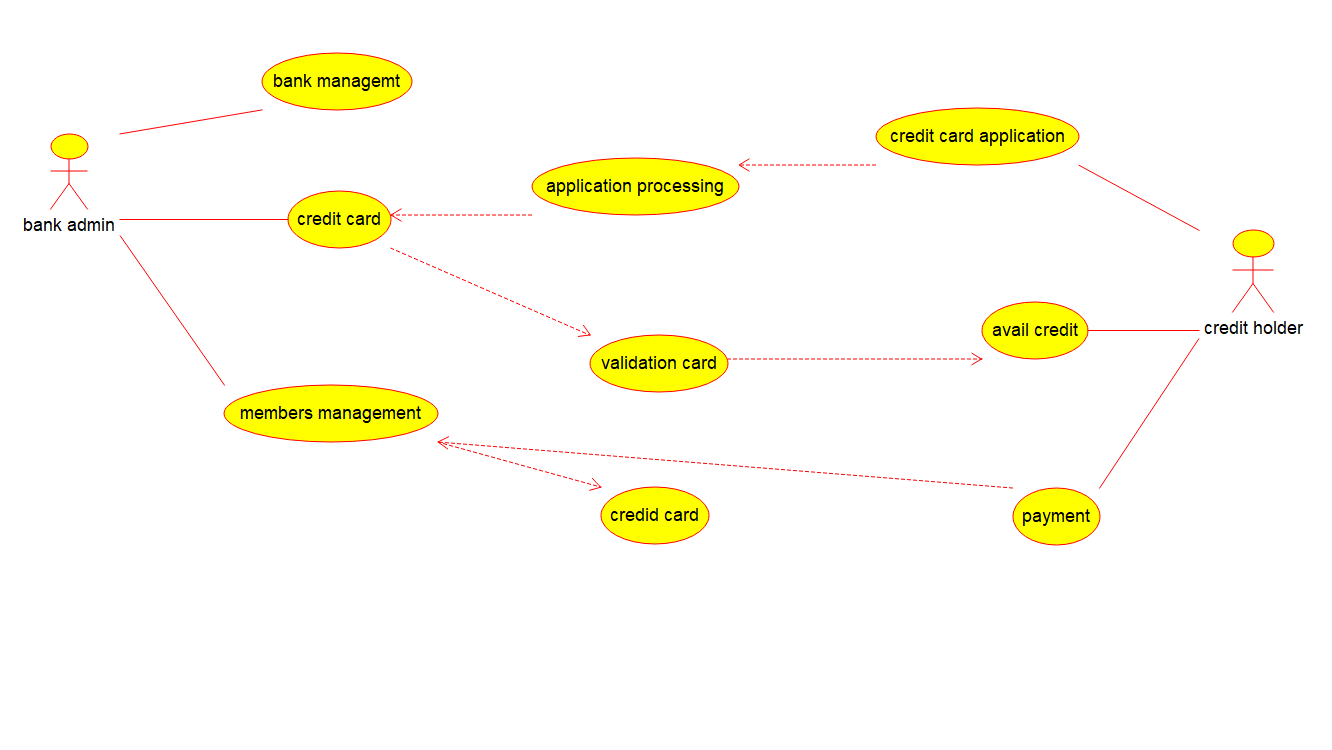 bank managemt
credit card application
application processing
credit card
bank admin
avail credit
credit holder
validation card
members management
credid card
payment